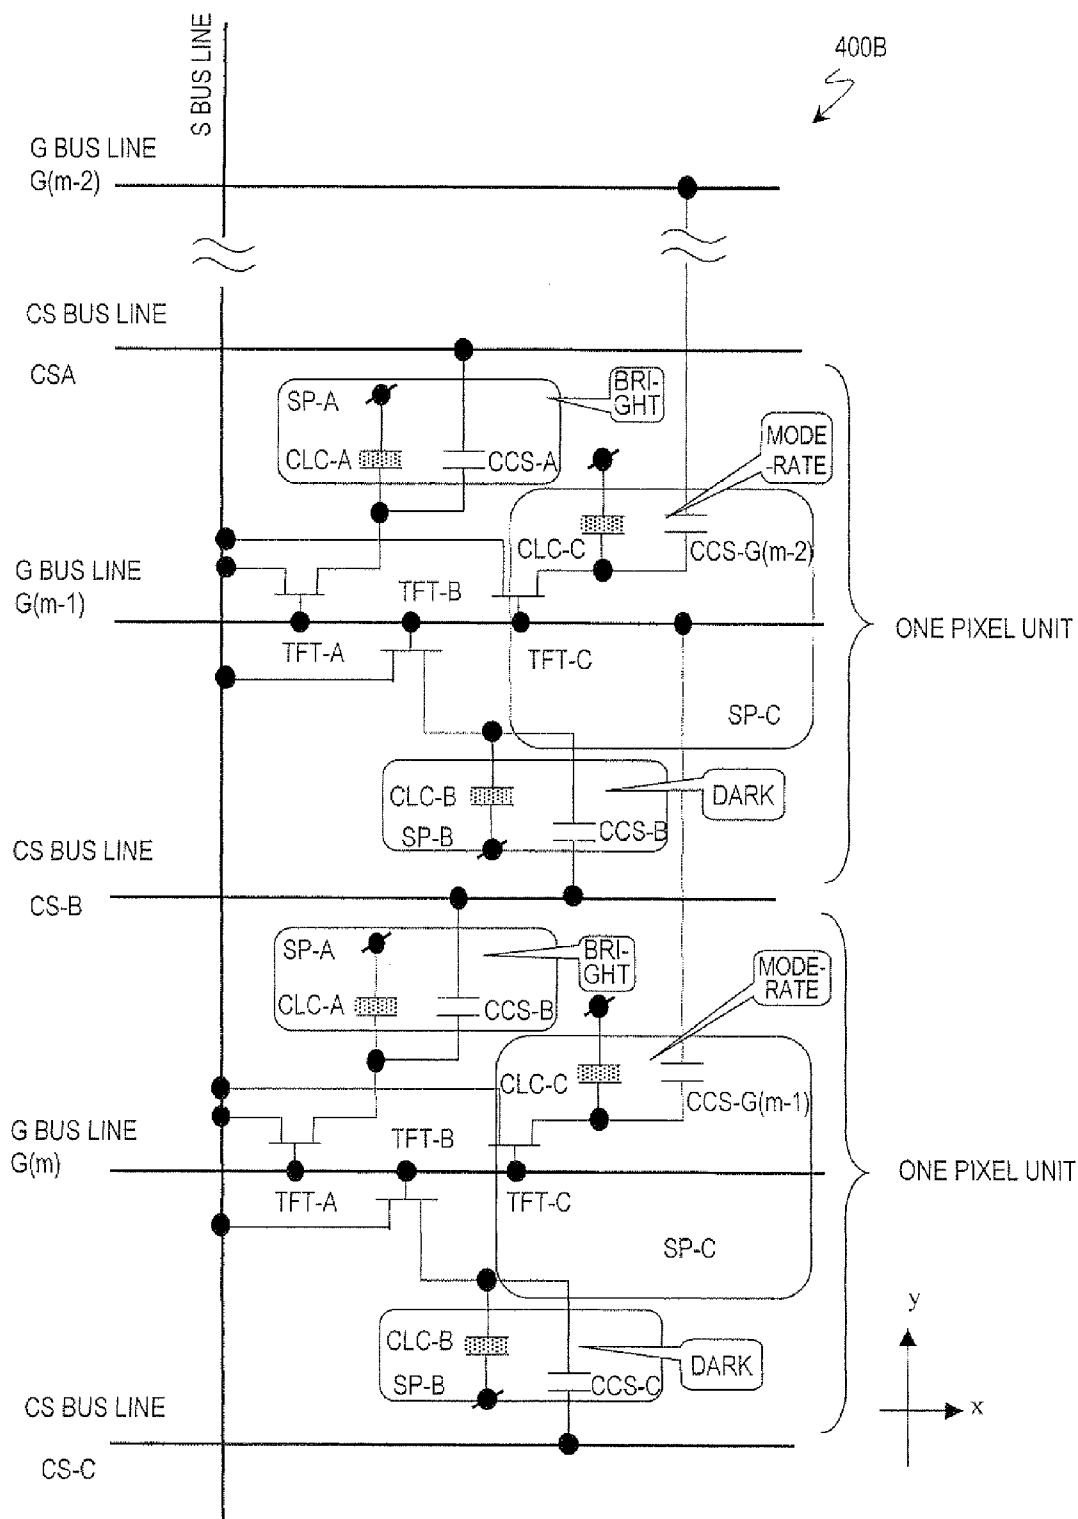 400B
S BUS LINE
G BUS LINE
G(m-2)
CS BUS LINE
CSA
SP-A
BRI-
GHT
CLC-A
CCS-A
MODE
-RATE
CLC-C
CCS-G(m-2)
G BUS LINE
G(m-1)
TFT-B
TFT-A
TFT-C
ONE PIXEL UNIT
SP-C
CLC-B
DARK
SP-B
CCS-B
CS BUS LINE
CS-B
SP-A
BRI-
GHT
CLC-A
CCS-B
MODE-
RATE
CLC-C
CCS-G(m-1)
G BUS LINE
G(m)
TFT-B
TFT-A
TFT-C
ONE PIXEL UNIT
SP-C
CLC-B
DARK
SP-B
CCS-C
CS BUS LINE
CS-C
y
x